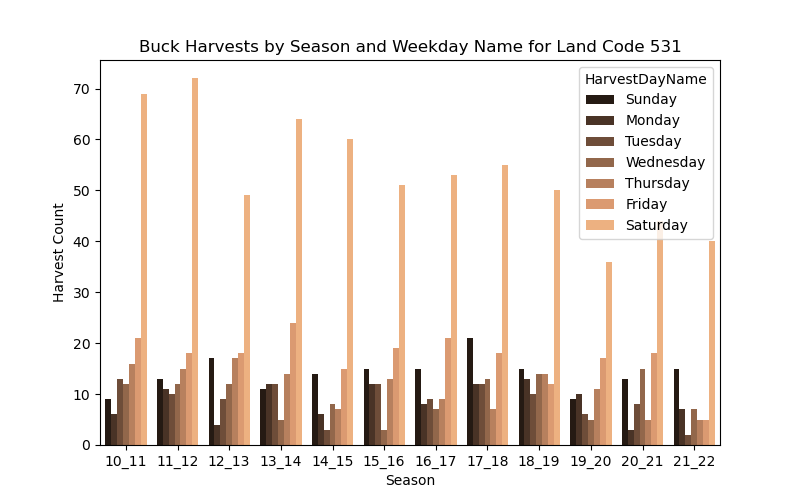 Buck Harvests by Season and Weekday Name for Land Code 531
HarvestDayName
Sunday
Monday
Tuesday
Wednesday
Thursday
Friday
Saturday
Harvest Count
70
60
50
40
30
20
10
0
10_11 11_12 12_13 13_14 14_15 15_16 16_17 17_18 18_19 19_20 20_21 21_22
Season